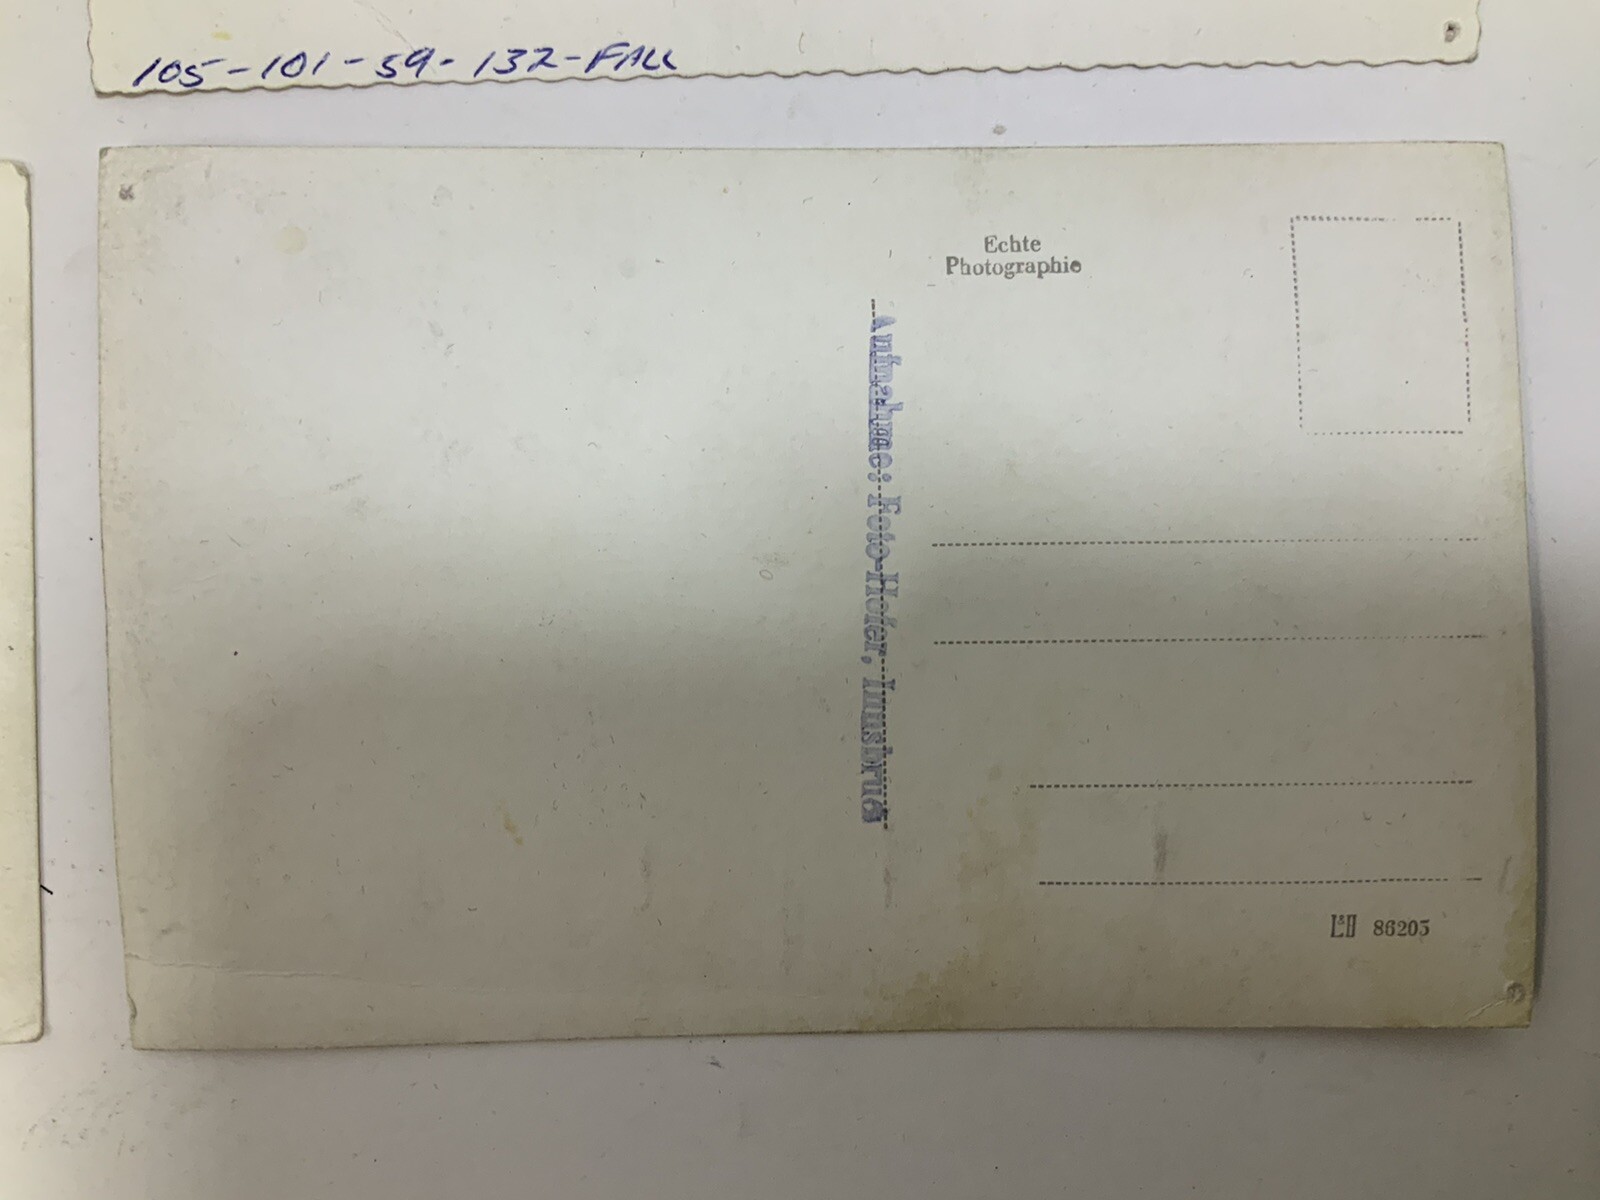 105-101-59-132-FALL
Echte
Photographie
Aufnahme: Foto-Hofer, Innsbruck
86205